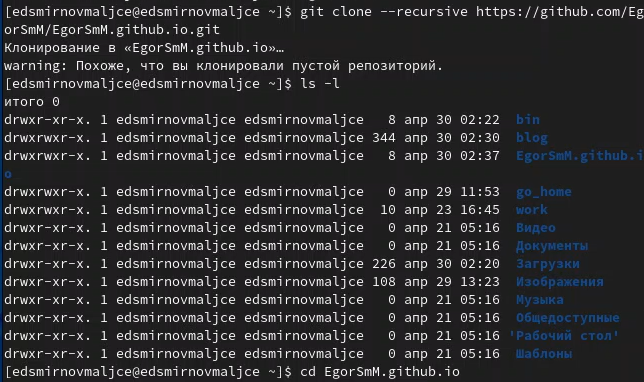 [edsmirnovmaljce@edsmirnovmaljce ~]$ git clone --recursive https://github.com/Eg
orSmM/EgorSmM.github.io.git
Клонирование в «EgorSmM.github.io»…
warning: Похоже, что вы клонировали пустой репозиторий.
[edsmirnovmaljce@edsmirnovmaljce ~]$ ls -l
итого 0
drwxr-xr-x. 1 edsmirnovmaljce edsmirnovmaljce   8 апр 30 02:22  bin
drwxrwxr-x. 1 edsmirnovmaljce edsmirnovmaljce 344 апр 30 02:30  blog
drwxrwxr-x. 1 edsmirnovmaljce edsmirnovmaljce   8 апр 30 02:37  EgorSmM.github.i
o
drwxrwxr-x. 1 edsmirnovmaljce edsmirnovmaljce   0 апр 29 11:53  go_home
drwxrwxrwx. 1 edsmirnovmaljce edsmirnovmaljce  10 апр 23 16:45  work
drwxr-xr-x. 1 edsmirnovmaljce edsmirnovmaljce   0 апр 21 05:16  Видео
drwxr-xr-x. 1 edsmirnovmaljce edsmirnovmaljce   0 апр 21 05:16  Документы
drwxr-xr-x. 1 edsmirnovmaljce edsmirnovmaljce 226 апр 30 02:20  Загрузки
drwxr-xr-x. 1 edsmirnovmaljce edsmirnovmaljce 108 апр 29 13:23  Изображения
drwxr-xr-x. 1 edsmirnovmaljce edsmirnovmaljce   0 апр 21 05:16  Музыка
drwxr-xr-x. 1 edsmirnovmaljce edsmirnovmaljce   0 апр 21 05:16  Общедоступные
drwxr-xr-x. 1 edsmirnovmaljce edsmirnovmaljce   0 апр 21 05:16 'Рабочий стол'
drwxr-xr-x. 1 edsmirnovmaljce edsmirnovmaljce   0 апр 21 05:16  Шаблоны
[edsmirnovmaljce@edsmirnovmaljce ~]$ cd EgorSmM.github.io